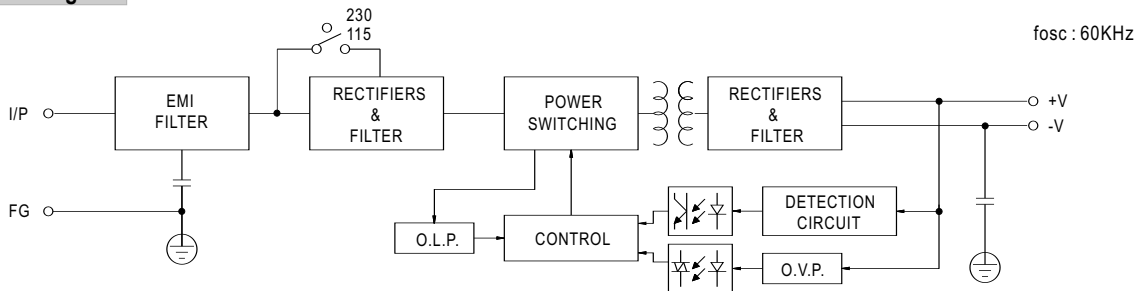 230
115
fosc : 60KHz
I/P
EMI
FILTER
RECTIFIERS
&
FILTER
POWER
SWITCHING
RECTIFIERS
&
FILTER
+V
-V
FG
O.L.P.
CONTROL
DETECTION
CIRCUIT
O.V.P.